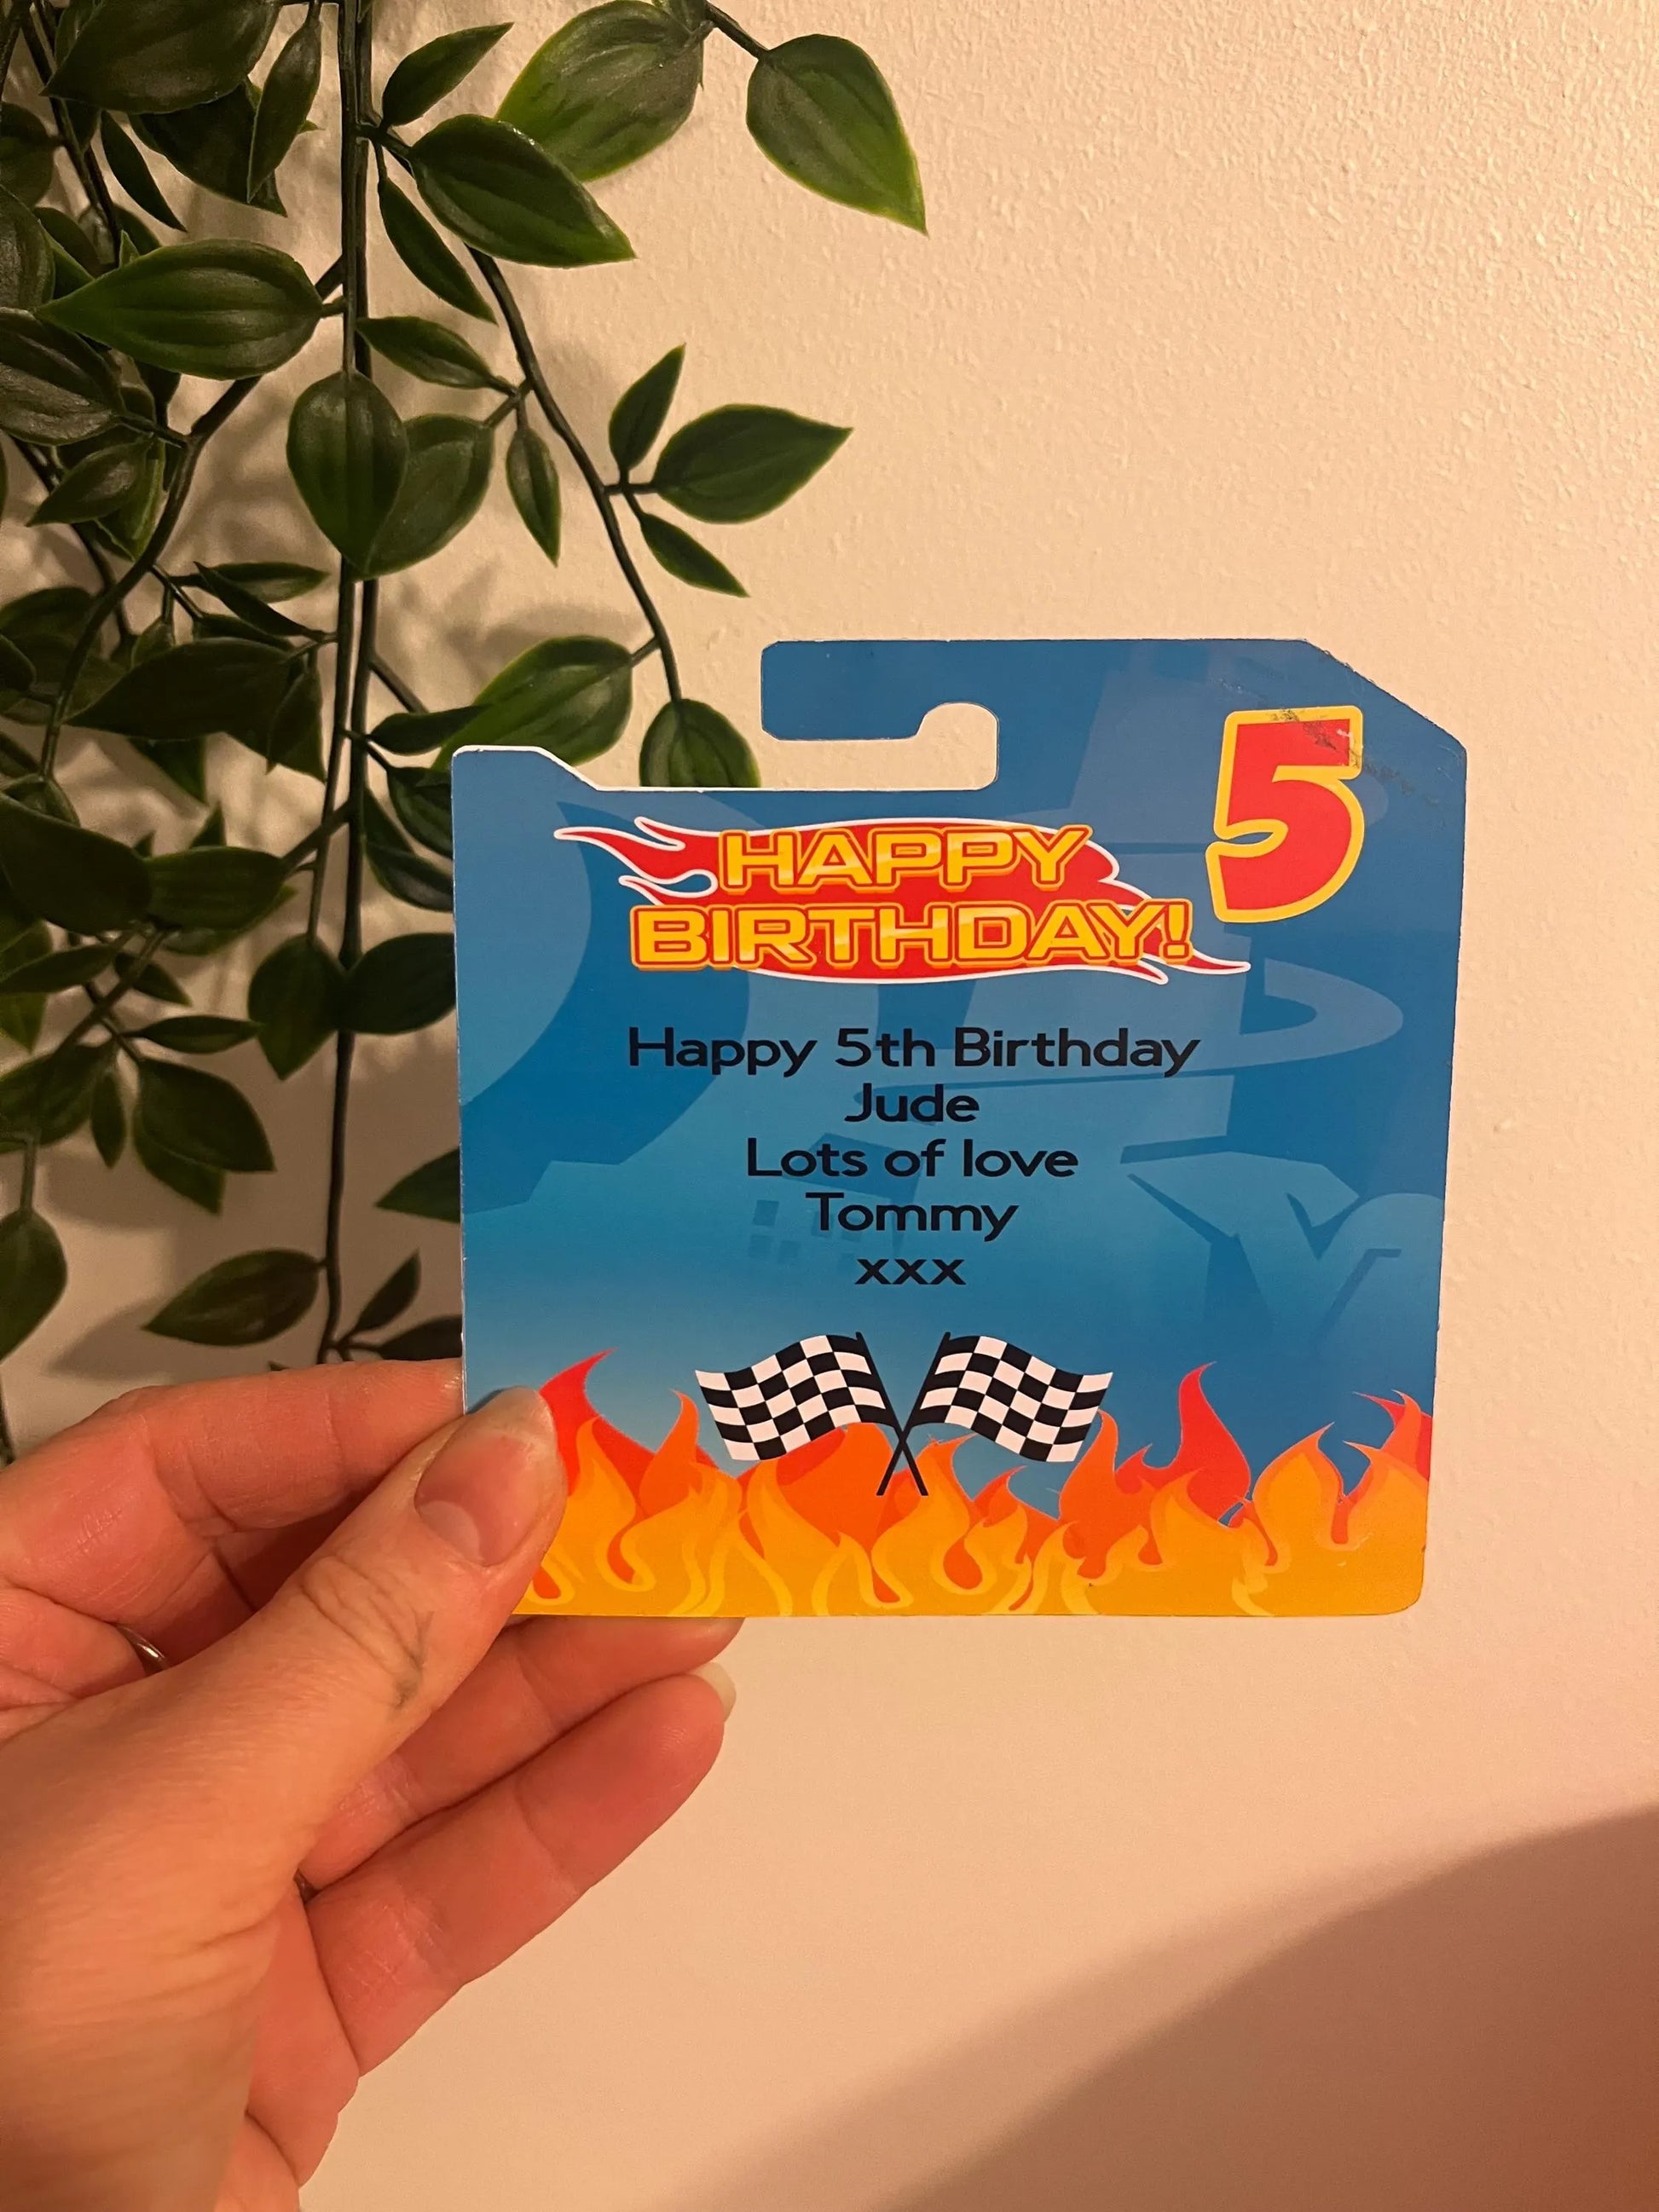 5
HAPPY
BIRTHDAY!
Happy 5th Birthday
Jude
Lots of love
Tommy
xxx